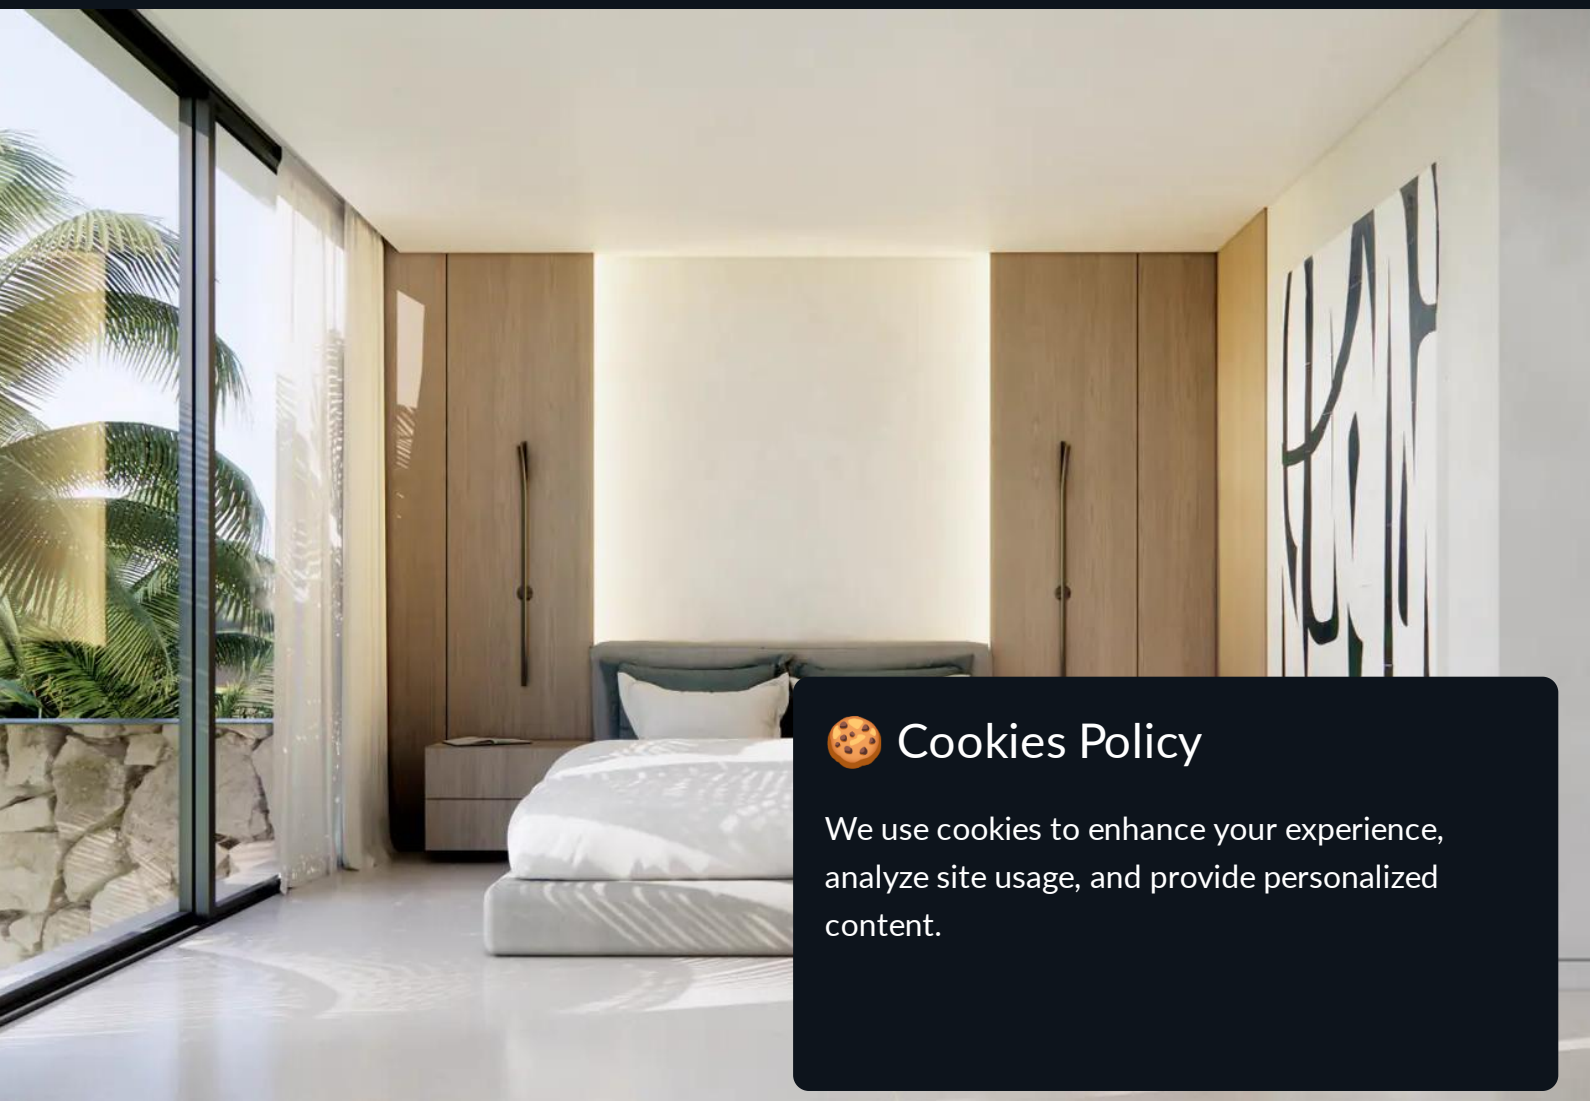 🍪 Cookies Policy
We use cookies to enhance your experience,
analyze site usage, and provide personalized
content.